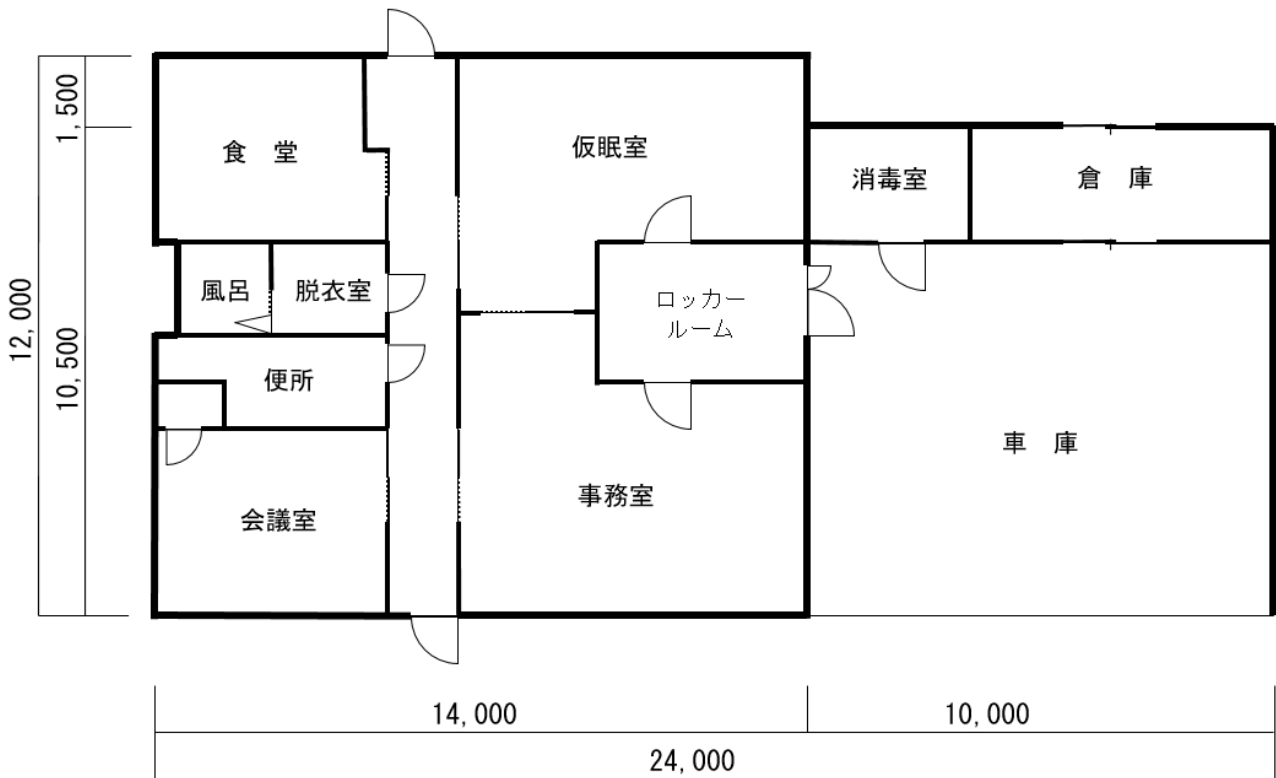 1,500
食　堂
仮眠室
消毒室
倉　庫
風呂
脱衣室
ロッカー
ルーム
12,000
10,500
便所
車　庫
会議室
事務室
14,000
10,000
24,000